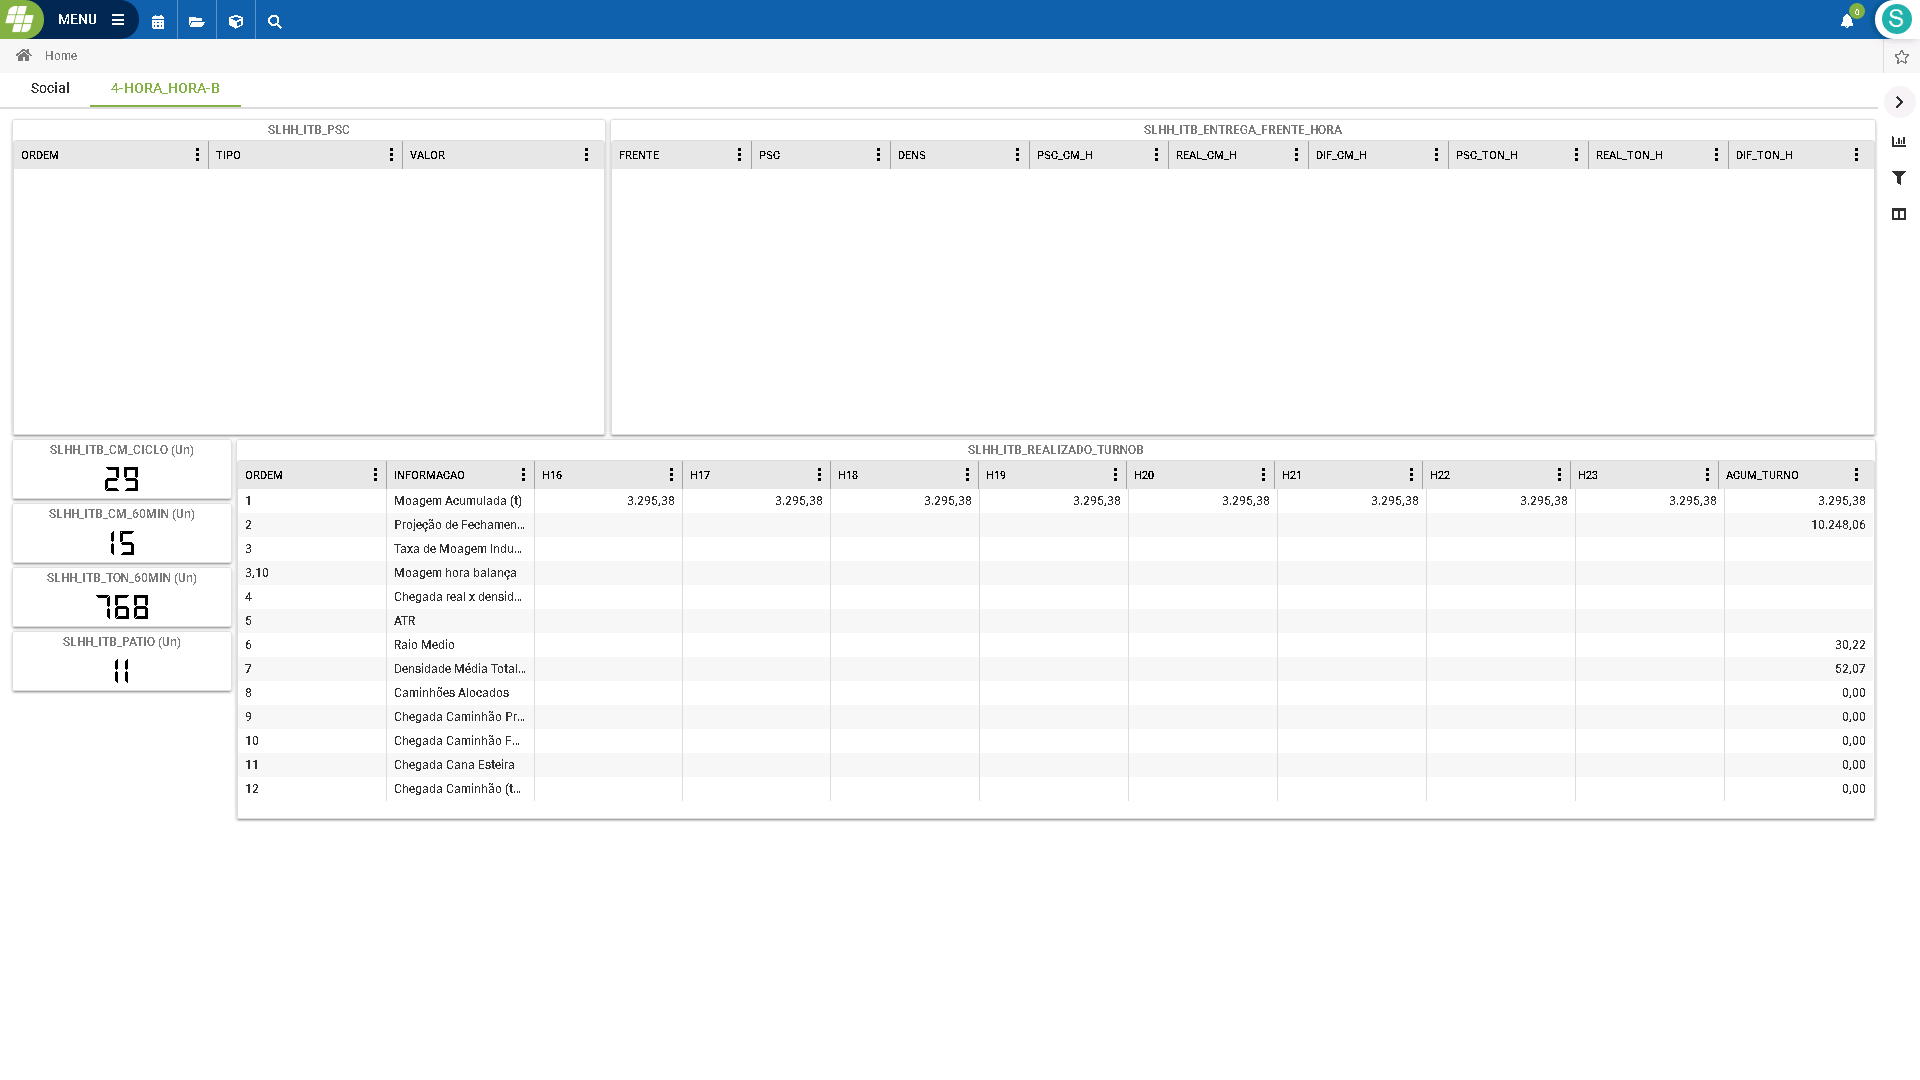 MENU
0
S
Home
Social
4-HORA_HORA-B
SLHH_ITB_PSC
ORDEM TIPO VALOR
SLHH_ITB_ENTREGA_FRENTE_HORA
FRENTE PSC DENS PSC_CM_H REAL_CM_H DIF_CM_H PSC_TON_H REAL_TON_H DIF_TON_H
SLHH_ITB_CM_CICLO (Un)
29
SLHH_ITB_CM_60MIN (Un)
15
SLHH_ITB_TON_60MIN (Un)
768
SLHH_ITB_PATIO (Un)
11
SLHH_ITB_REALIZADO_TURNOB
ORDEM INFORMACAO H16 H17 H18 H19 H20 H21 H22 H23 ACUM_TURNO
1 Moagem Acumulada (t) 3.295,38 3.295,38 3.295,38 3.295,38 3.295,38 3.295,38 3.295,38 3.295,38 3.295,38
2 Projeção de Fechamen... 10.248,06
3 Taxa de Moagem Indu...
3,10 Moagem hora balança
4 Chegada real x densid...
5 ATR
6 Raio Medio 30,22
7 Densidade Média Total... 52,07
8 Caminhões Alocados 0,00
9 Chegada Caminhão Pr... 0,00
10 Chegada Caminhão F... 0,00
11 Chegada Cana Esteira 0,00
12 Chegada Caminhão (t... 0,00